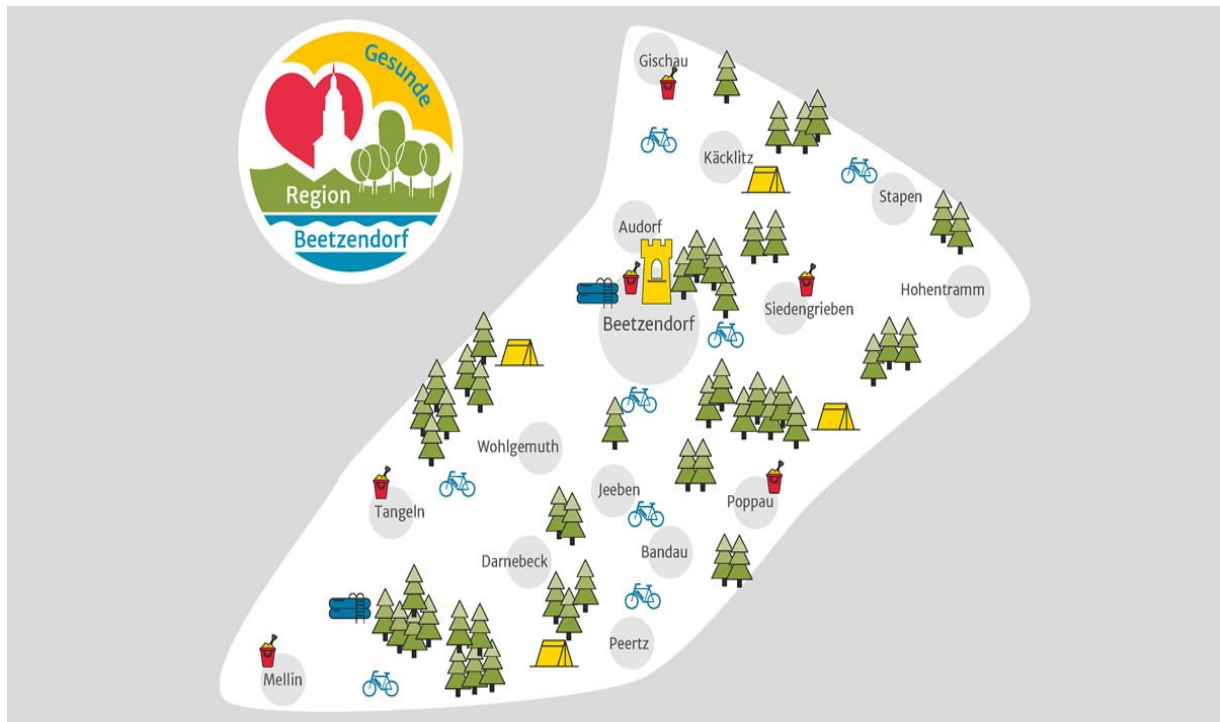 Gesunde
Region
Beetzendorf
Gischau
Käcklitz
Stapen
Audorf
Hohentramm
Siedengrieben
Beetzendorf
Wohlgemuth
Jeeben
Poppau
Tangeln
Bandau
Darnebeck
Peertz
Mellin